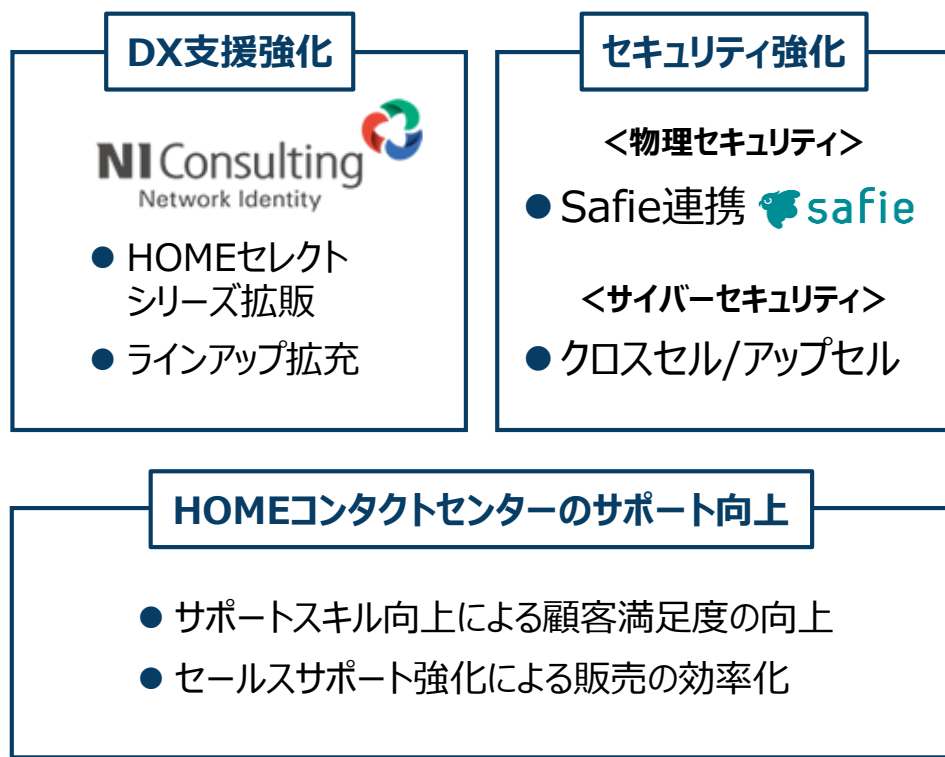 DX支援強化
NI Consulting
Network Identity
● HOMEセレクト
シリーズ拡販
● ラインアップ拡充
セキュリティ強化
＜物理セキュリティ＞
● Safie連携 safie
＜サイバーセキュリティ＞
● クロスセル/アップセル
HOMEコンタクトセンターのサポート向上
● サポートスキル向上による顧客満足度の向上
● セールスサポート強化による販売の効率化